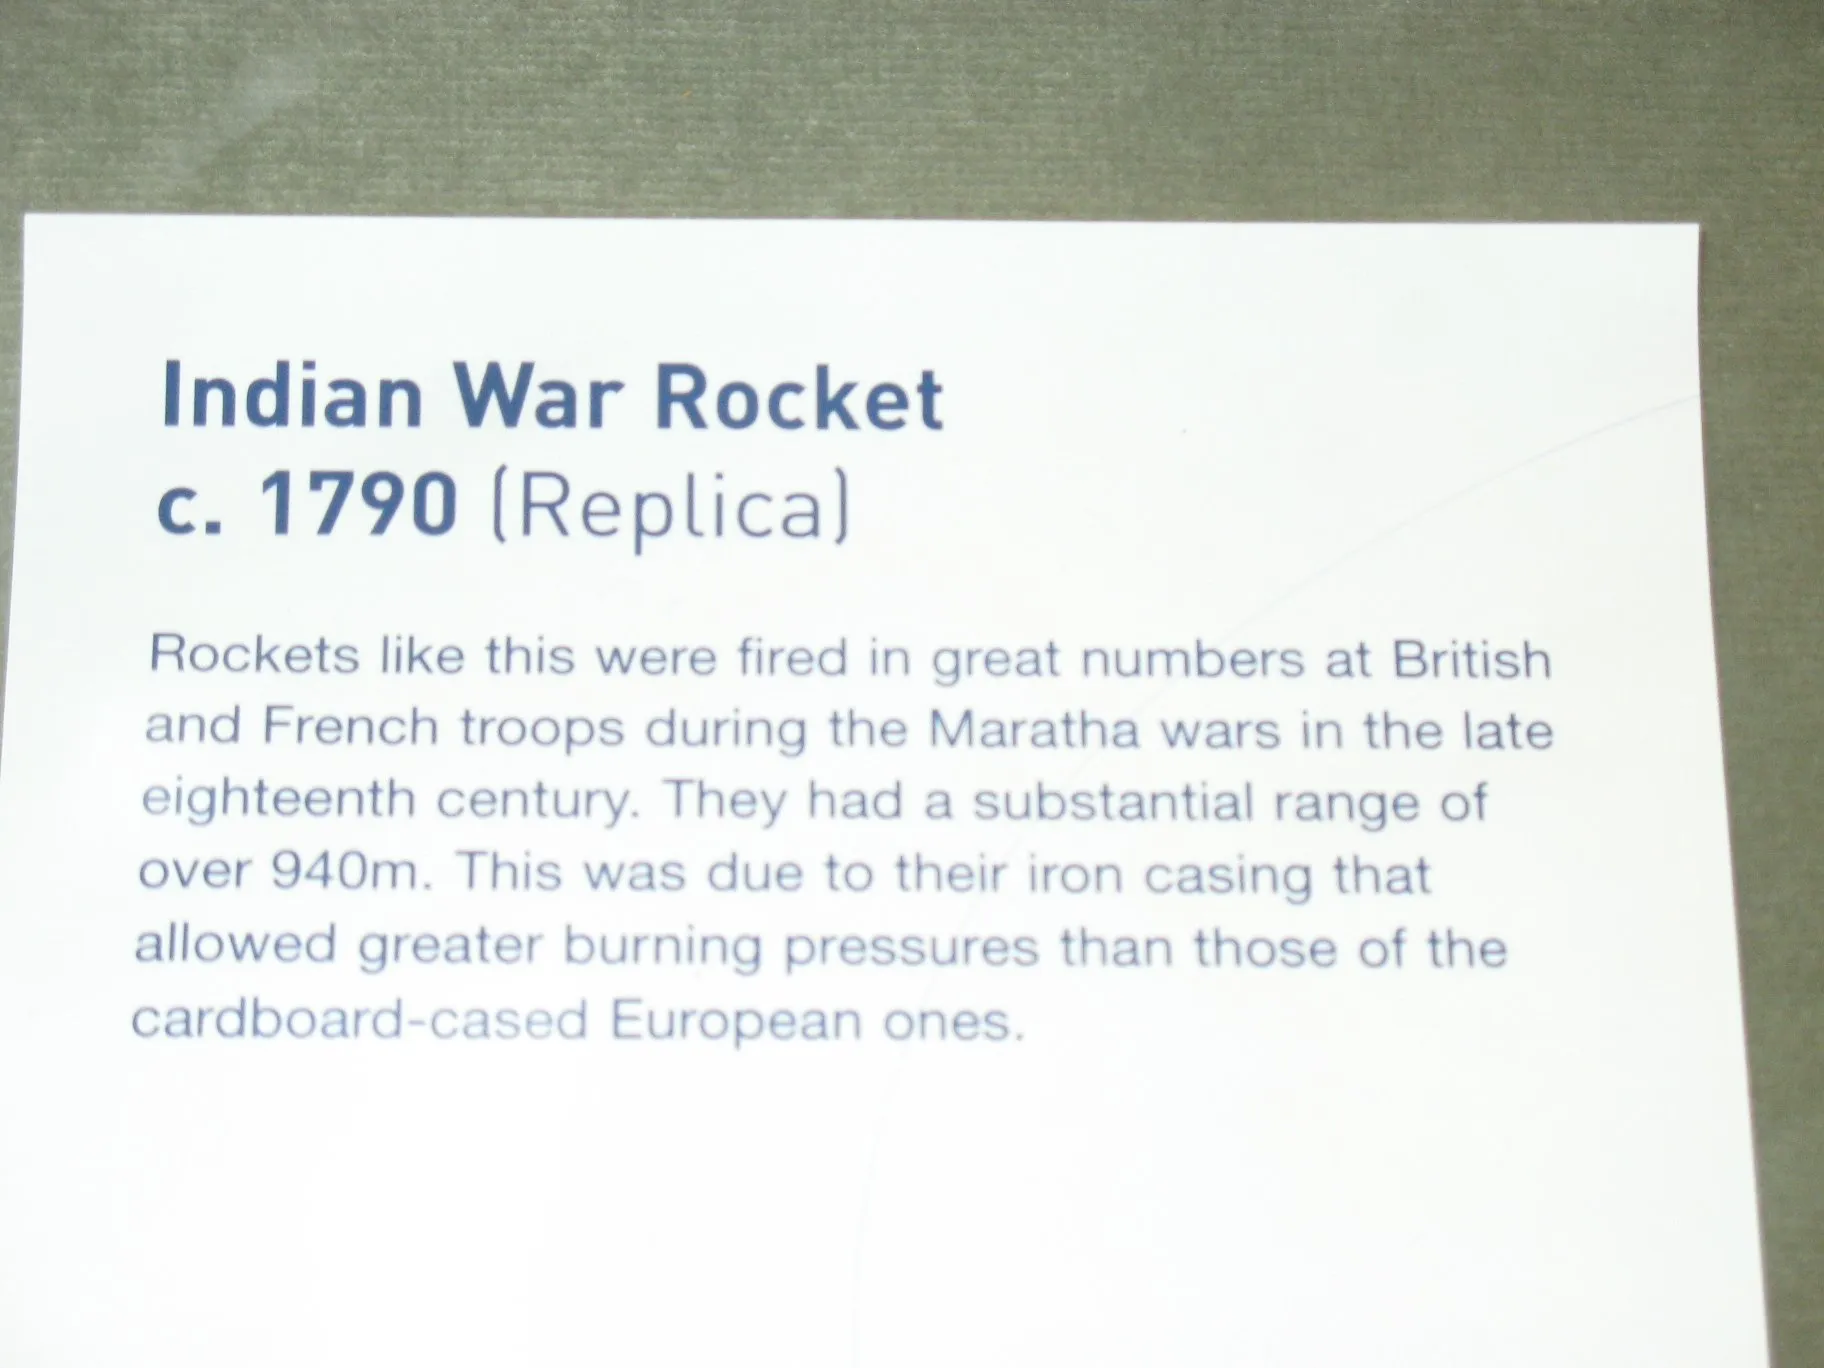 Indian War Rocket
c. 1790 (Replica)
Rockets like this were fired in great numbers at British
and French troops during the Maratha wars in the late
eighteenth century. They had a substantial range of
over 940m. This was due to their iron casing that
allowed greater burning pressures than those of the
cardboard-cased European ones.